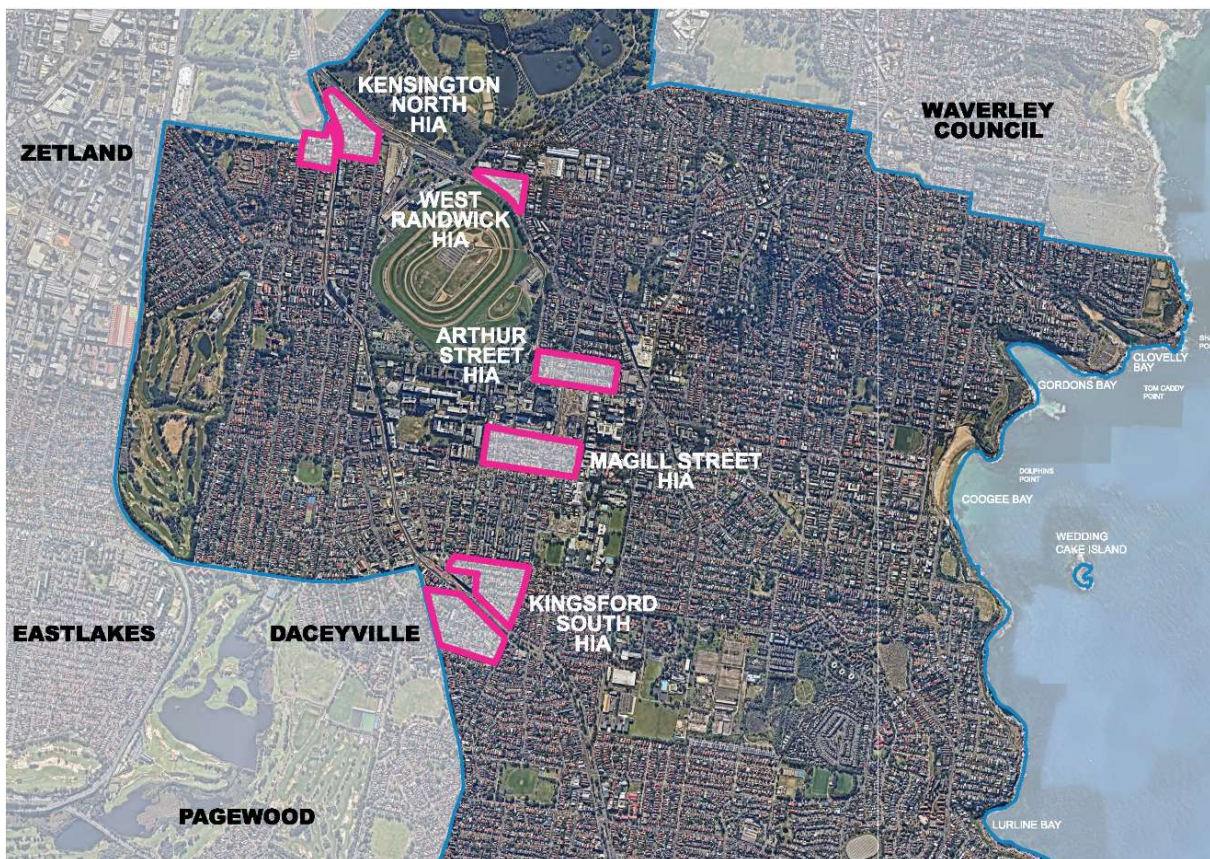 KENSINGTON
NORTH
HIA
WAVERLEY
COUNCIL
ZETLAND
WEST
RANDWICK
HIA
ARTHUR
STREET
HIA
CLOVELLY
BAY
GORDONS BAY
TOM CADDY
POINT
MAGILL STREET
HIA
DOLPHINS
POINT
COOGEE BAY
WEDDING
CAKE ISLAND
KINGSFORD
SOUTH
HIA
EASTLAKES
DACEYVILLE
PAGEWOOD
LURLINE BAY